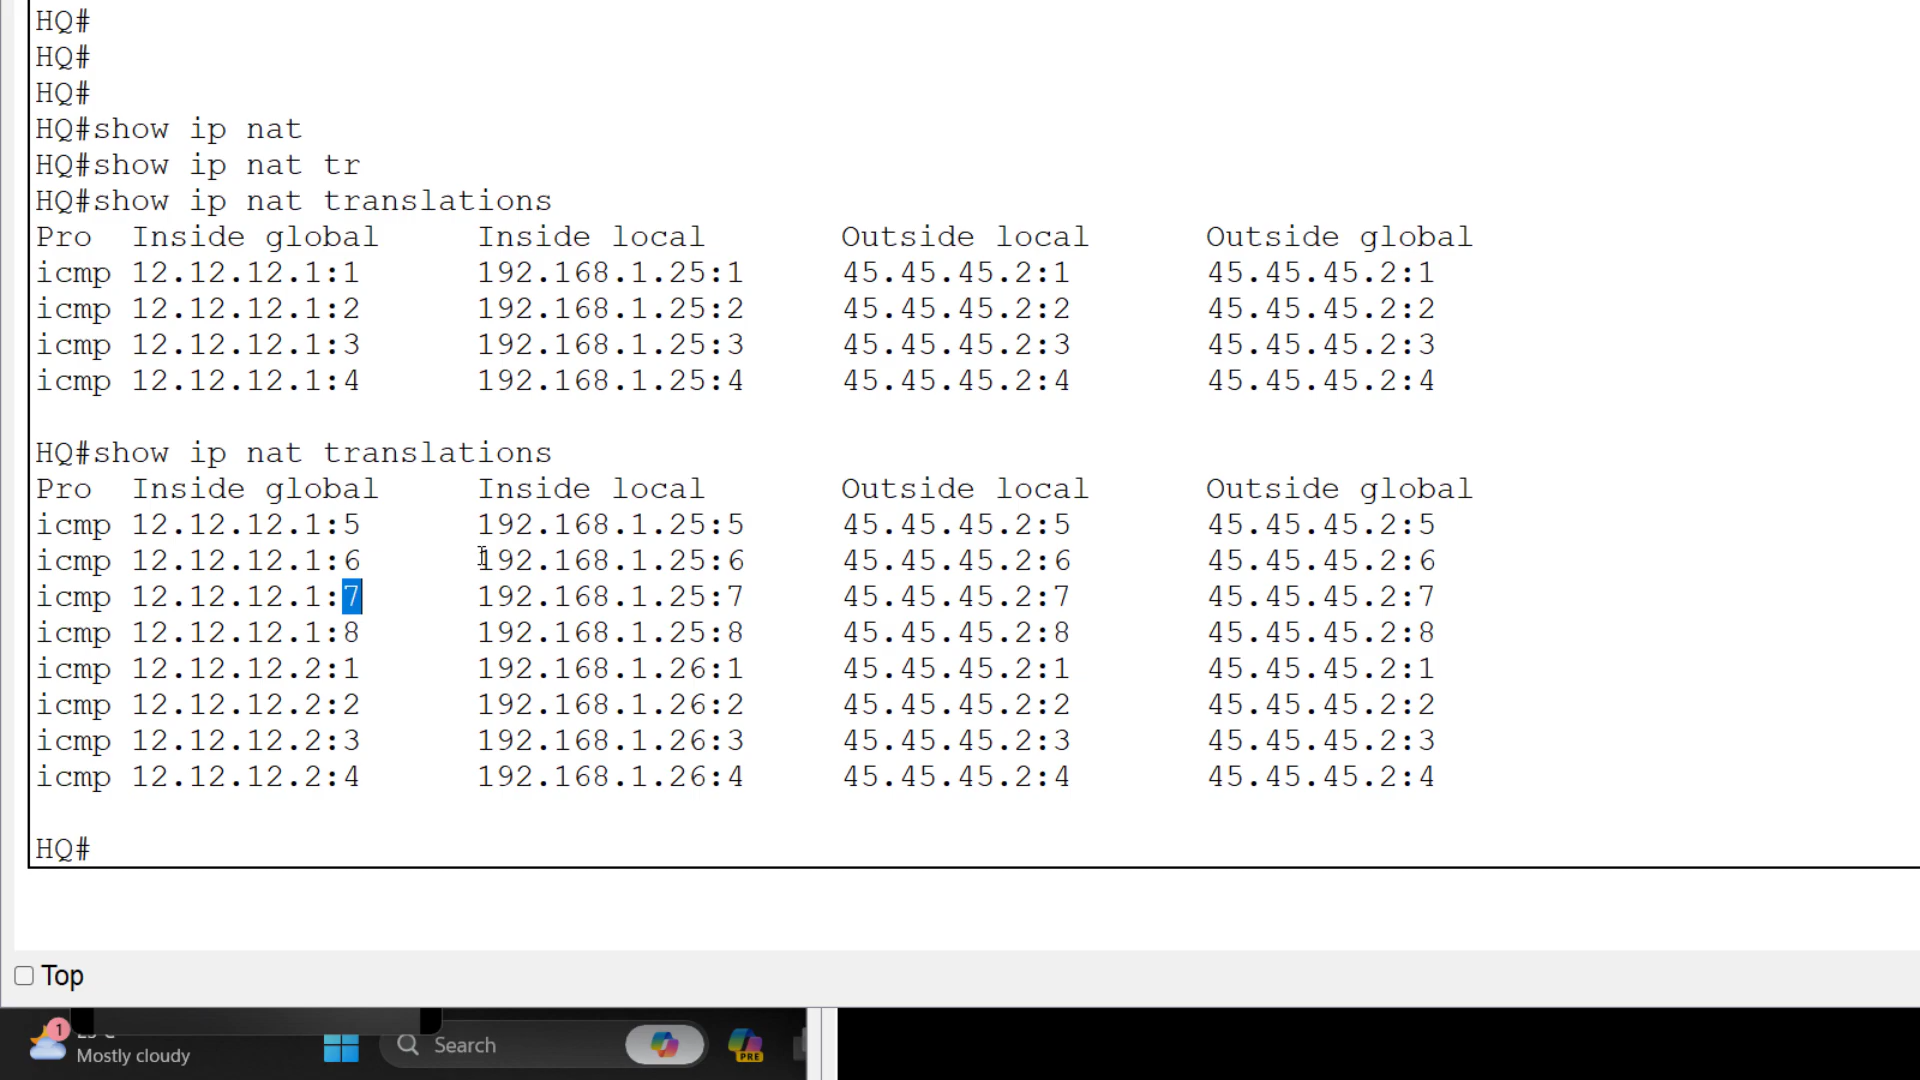 HQ#
HQ#
HQ#
HQ#show ip nat
HQ#show ip nat tr
HQ#show ip nat translations
Pro  Inside global     Inside local       Outside local      Outside global
icmp 12.12.12.1:1      192.168.1.25:1     45.45.45.2:1       45.45.45.2:1
icmp 12.12.12.1:2      192.168.1.25:2     45.45.45.2:2       45.45.45.2:2
icmp 12.12.12.1:3      192.168.1.25:3     45.45.45.2:3       45.45.45.2:3
icmp 12.12.12.1:4      192.168.1.25:4     45.45.45.2:4       45.45.45.2:4
HQ#show ip nat translations
Pro  Inside global     Inside local       Outside local      Outside global
icmp 12.12.12.1:5      192.168.1.25:5     45.45.45.2:5       45.45.45.2:5
icmp 12.12.12.1:6      192.168.1.25:6     45.45.45.2:6       45.45.45.2:6
icmp 12.12.12.1:7      192.168.1.25:7     45.45.45.2:7       45.45.45.2:7
icmp 12.12.12.1:8      192.168.1.25:8     45.45.45.2:8       45.45.45.2:8
icmp 12.12.12.2:1      192.168.1.26:1     45.45.45.2:1       45.45.45.2:1
icmp 12.12.12.2:2      192.168.1.26:2     45.45.45.2:2       45.45.45.2:2
icmp 12.12.12.2:3      192.168.1.26:3     45.45.45.2:3       45.45.45.2:3
icmp 12.12.12.2:4      192.168.1.26:4     45.45.45.2:4       45.45.45.2:4
HQ#
Top
1
Mostly cloudy
Search
PRE